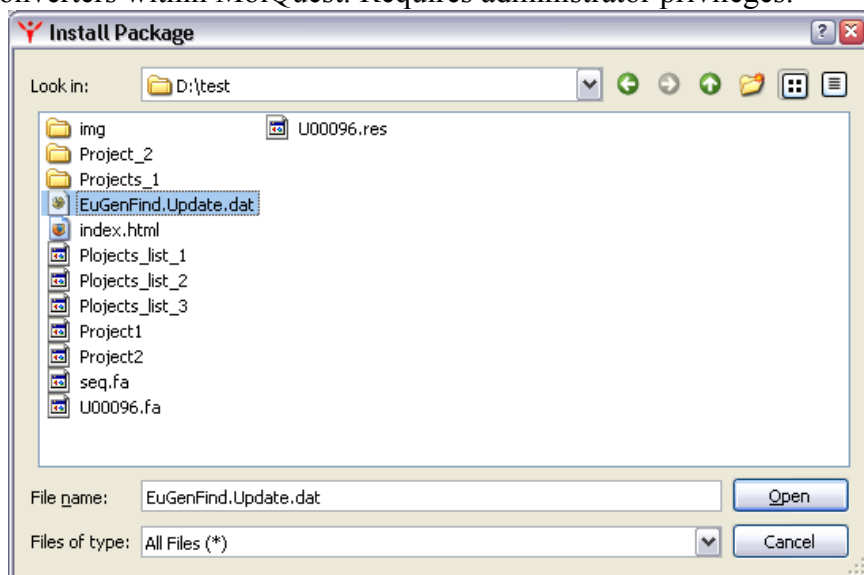 onverters within MolQuest. Requires administrator privileges.
Install Package
Look in: D:\test
img
Project_2
Projects_1
EuGenFind.Update.dat
index.html
Plojects_list_1
Plojects_list_2
Plojects_list_3
Project1
Project2
seq.fa
U00096.fa
U00096.res
File name: EuGenFind.Update.dat Open
Files of type: All Files (*) Cancel